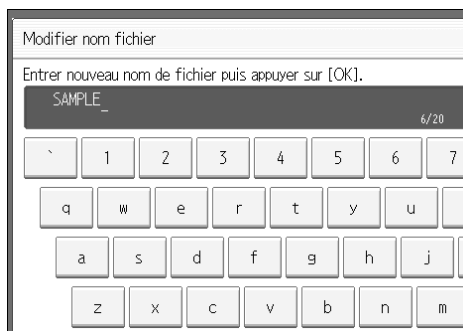 Modifier nom fichier
Entrer nouveau nom de fichier puis appuyer sur [OK].
SAMPLE_
6/20
` 1 2 3 4 5 6 7
q w e r t y u
a s d f g h j
z x c v b n m